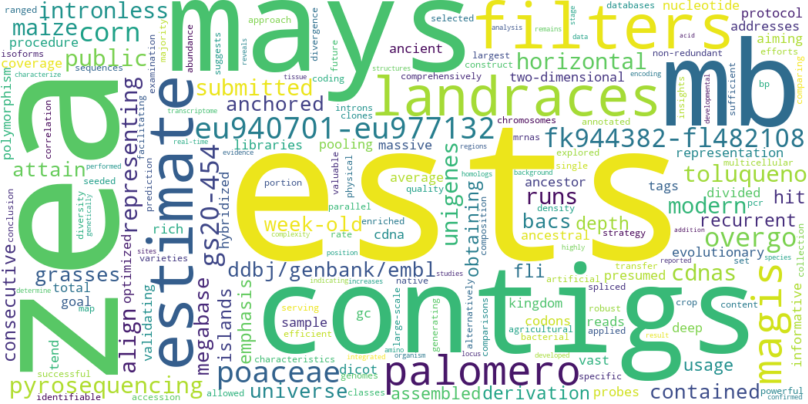 ranged intronless mays filters nucleotide
isoforms maize corn approach databases protocol
procedure suggests abundance divergence selected analysis remains stage acid addresses
coverage public future largest horizontal data non-redundant aiming
sequences majority submitted construct ancient two-dimensional efforts
characterize coding comprehensively landraces mb bp
polymorphism correlation examination anchored introns clones structures encoding insights developmental sufficient comparing
zea estimate eu940701-eu977132 chromosomes annotated fk944382-fl482108
attain transcriptome tissue libraries massive mrnas explored single representation multicellular
representing facilitating real-time pooling evidence ests regions homologs background toluqueno
prediction gs20-454 valuable physical average unigenes ancestor tags pcr
consecutive seeded performed portion parallel quality density divided modern hit
align optimized rich hybridized week-old cdna enriched obtaining composition runs strategy addition reported recurrent
diversity genetically sites varieties rate complexity position bacs depth highly species overgo collection
validating megabase islands emphasis ddbj/genbank/embl studies ancestral fli presumed cdnas evolutionary set
grasses total goal map indicating increases contigs artificial transfer spliced content magis informative
conclusion determine tend sample gc native large-scale generating alternatively comparisons kingdom codons robust crop deep
serving efficient agricultural bacterial applied reads usage
successful characteristics poaceae dicot genomes amino organism palomero integrated locus developed result vast
pyrosequencing universe assembled derivation probes contained powerful
identifiable accession allowed classes specific confirmed